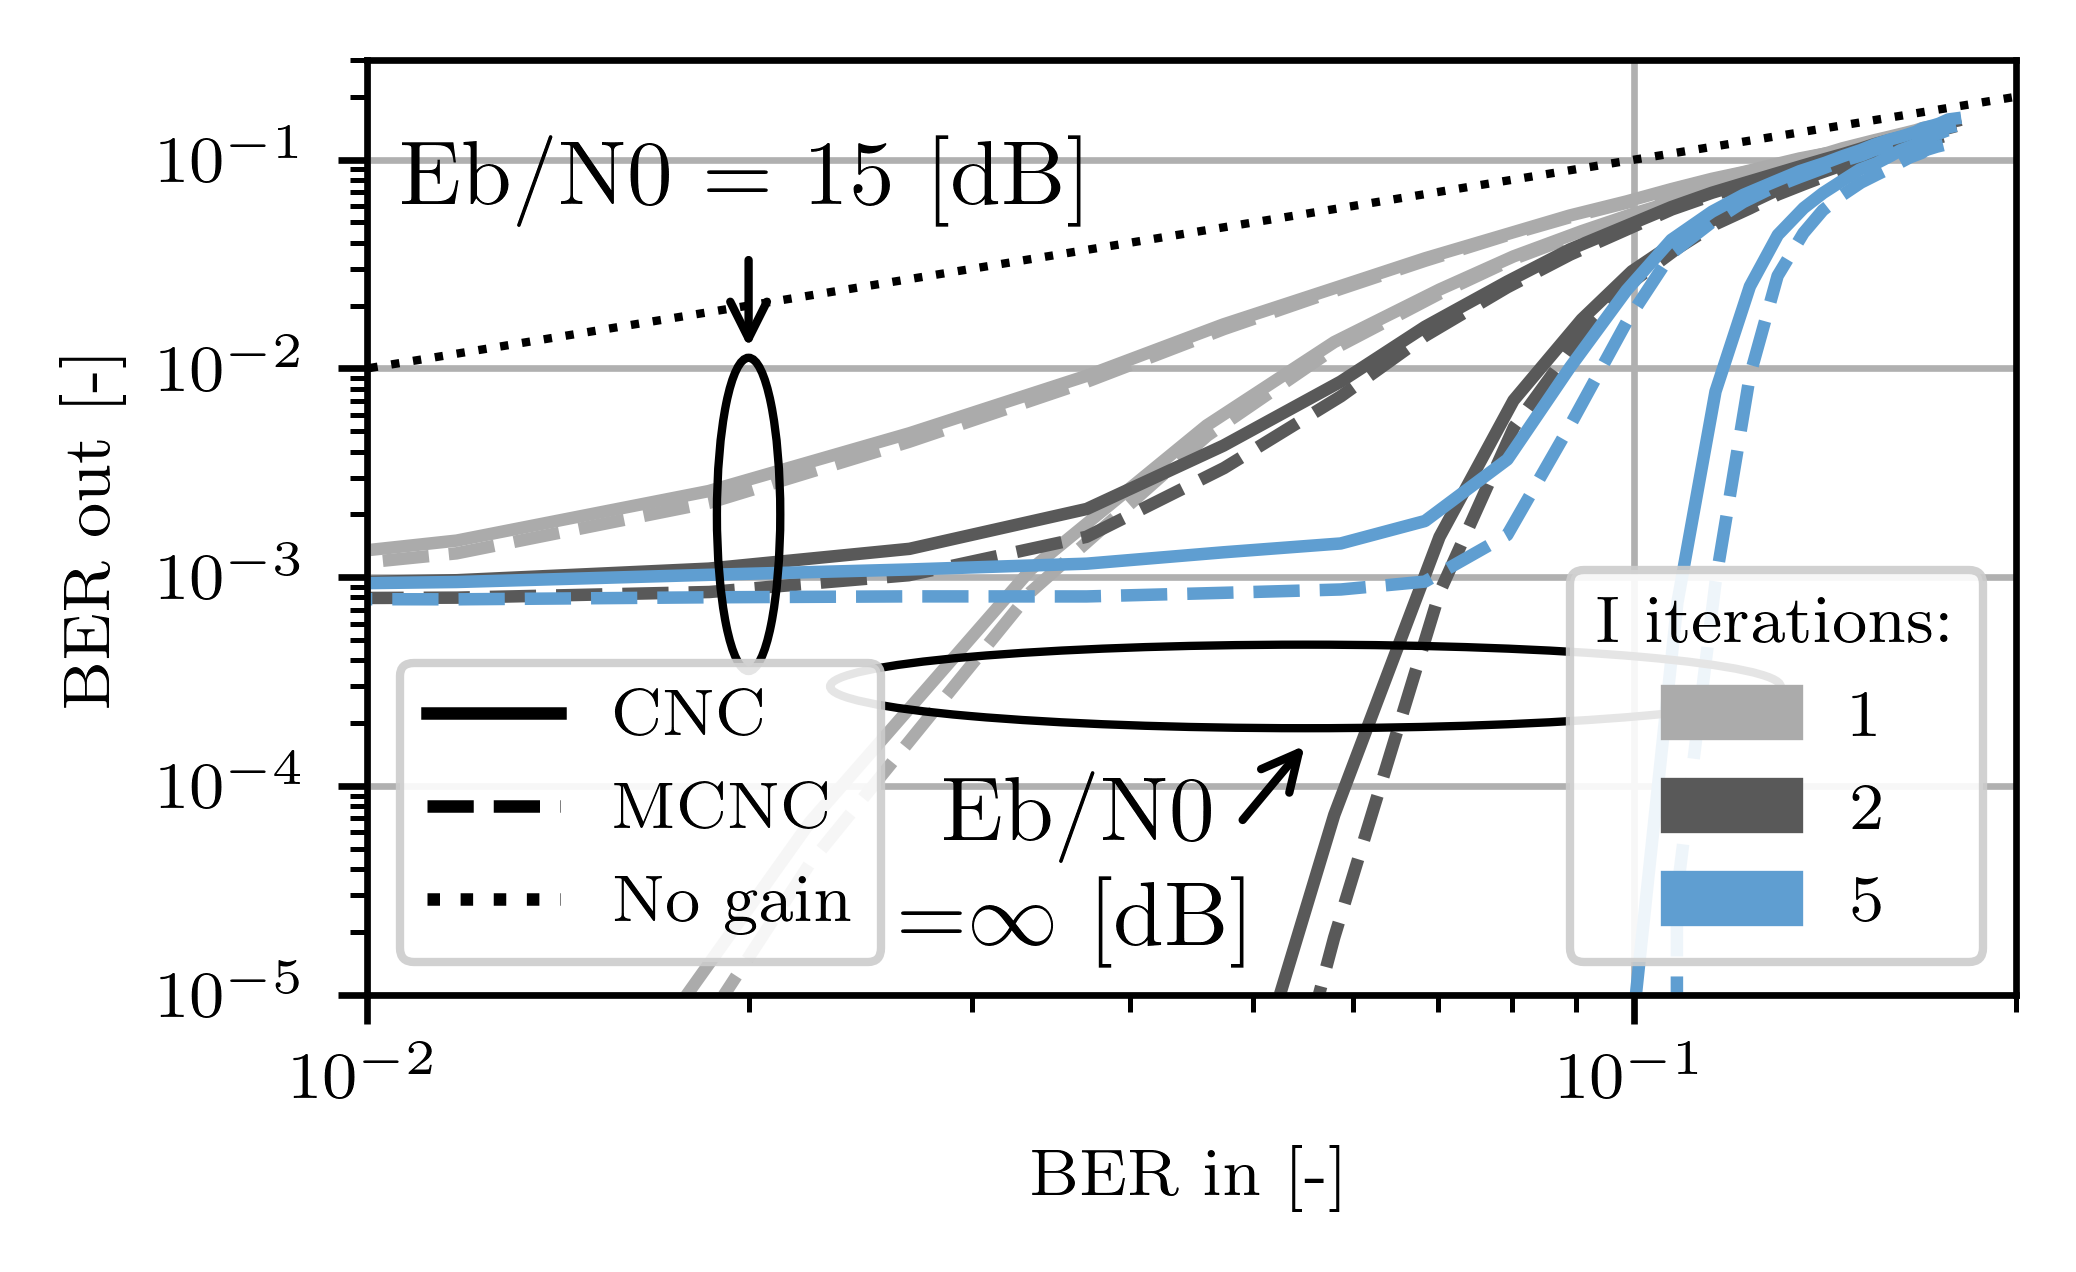 Eb/N0 = 15 [dB]
10⁻¹
10⁻²
10⁻³
10⁻⁴
10⁻⁵
BER out [-]
CNC
MCNC
No gain
Eb/N0
=∞ [dB]
I iterations:
1
2
5
10⁻²
10⁻¹
BER in [-]